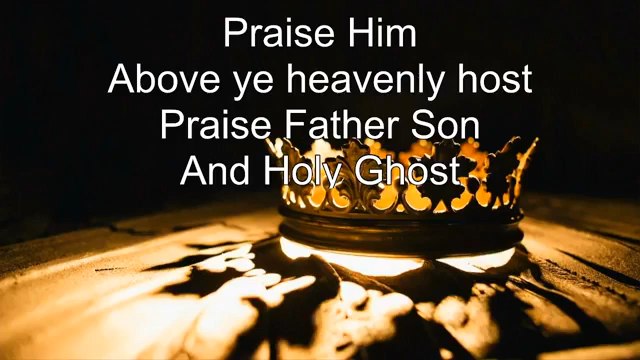 Praise Him
Above ye heavenly host
Praise Father Son
And Holy Ghost